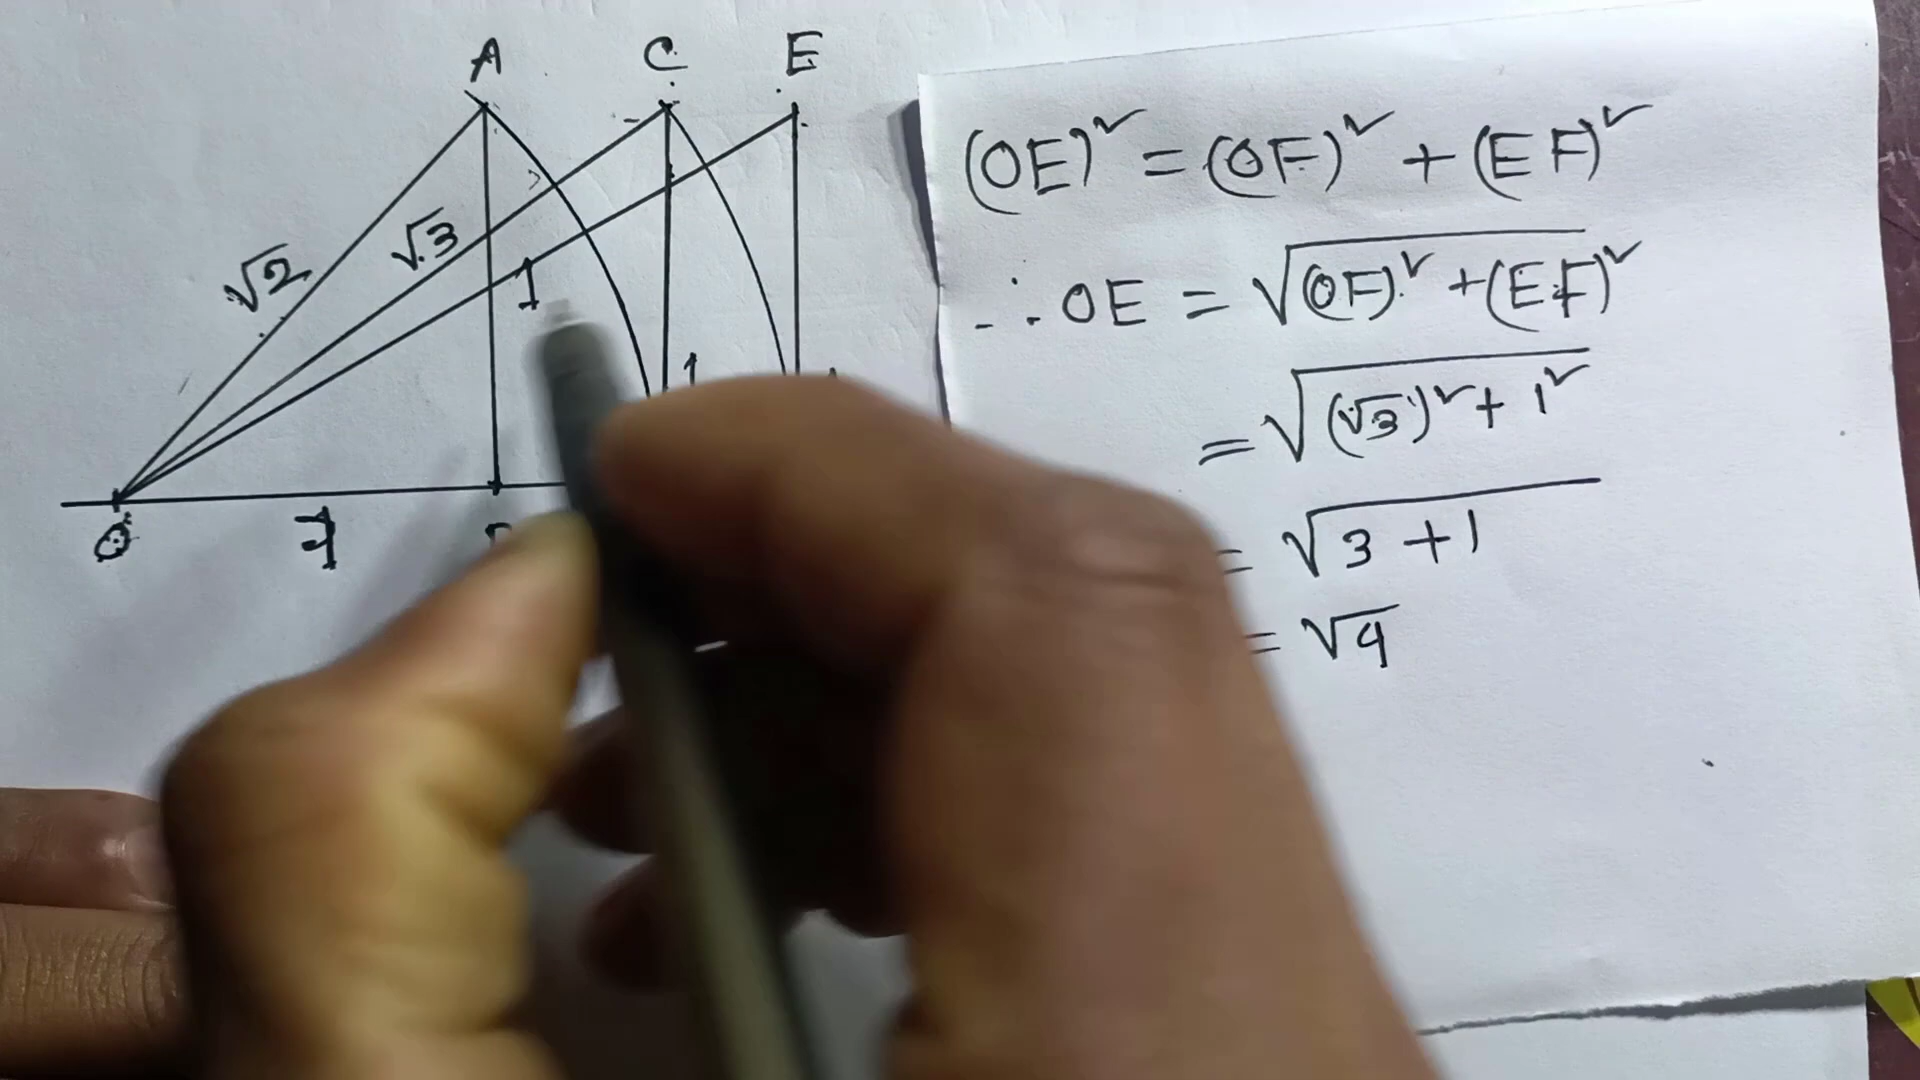 A C E
√2
√3
1
1
O 1
(OE)² = (OF)² + (EF)²
∴ OE = √(OF)² + (EF)²
= √(√3)² + 1²
= √3 + 1
= √4